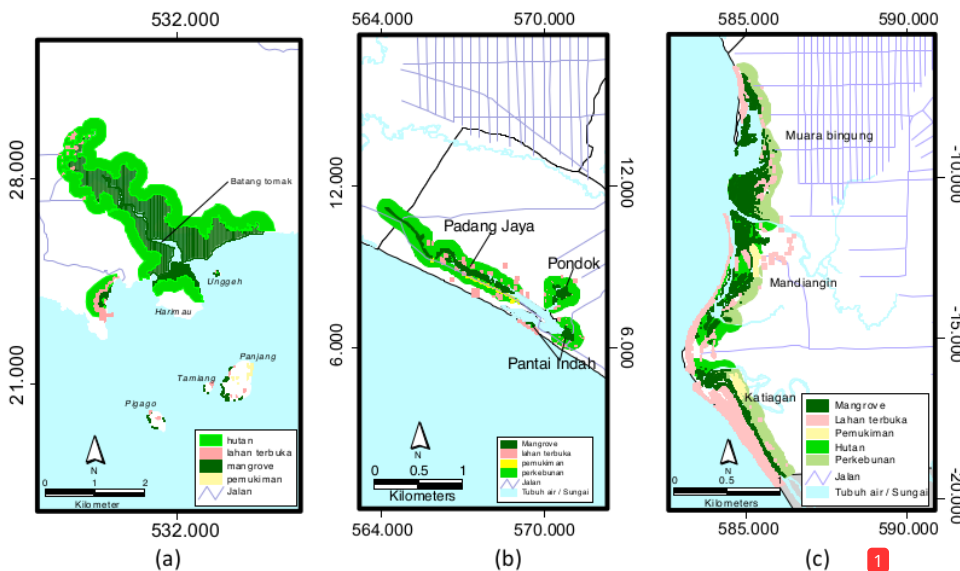 532.000
28.000
21.000
Batang tomak
Unggeh
Harimau
Panjang
Tamiang
Pigago
N
0 1 2
Kilometer
hutan
lahan terbuka
mangrove
pemukiman
Jalan
532.000
(a)
564.000 570.000
12.000 12.000
6.000 6.000
Padang Jaya
Pondok
Pantai Indah
N
0 0.5 1
Kilometers
Mangrove
lahan terbuka
pemukiman
perkebunan
Jalan
Tubuh air / Sungai
564.000 570.000
(b)
585.000 590.000
-10.000
-15.000
-20.000
Muara bingung
Mandiangin
Katiagan
N
0 0.5 1
Kilometers
Mangrove
Lahan terbuka
Pemukiman
Hutan
Perkebunan
Jalan
Tubuh air / Sungai
585.000 590.000
(c)
1